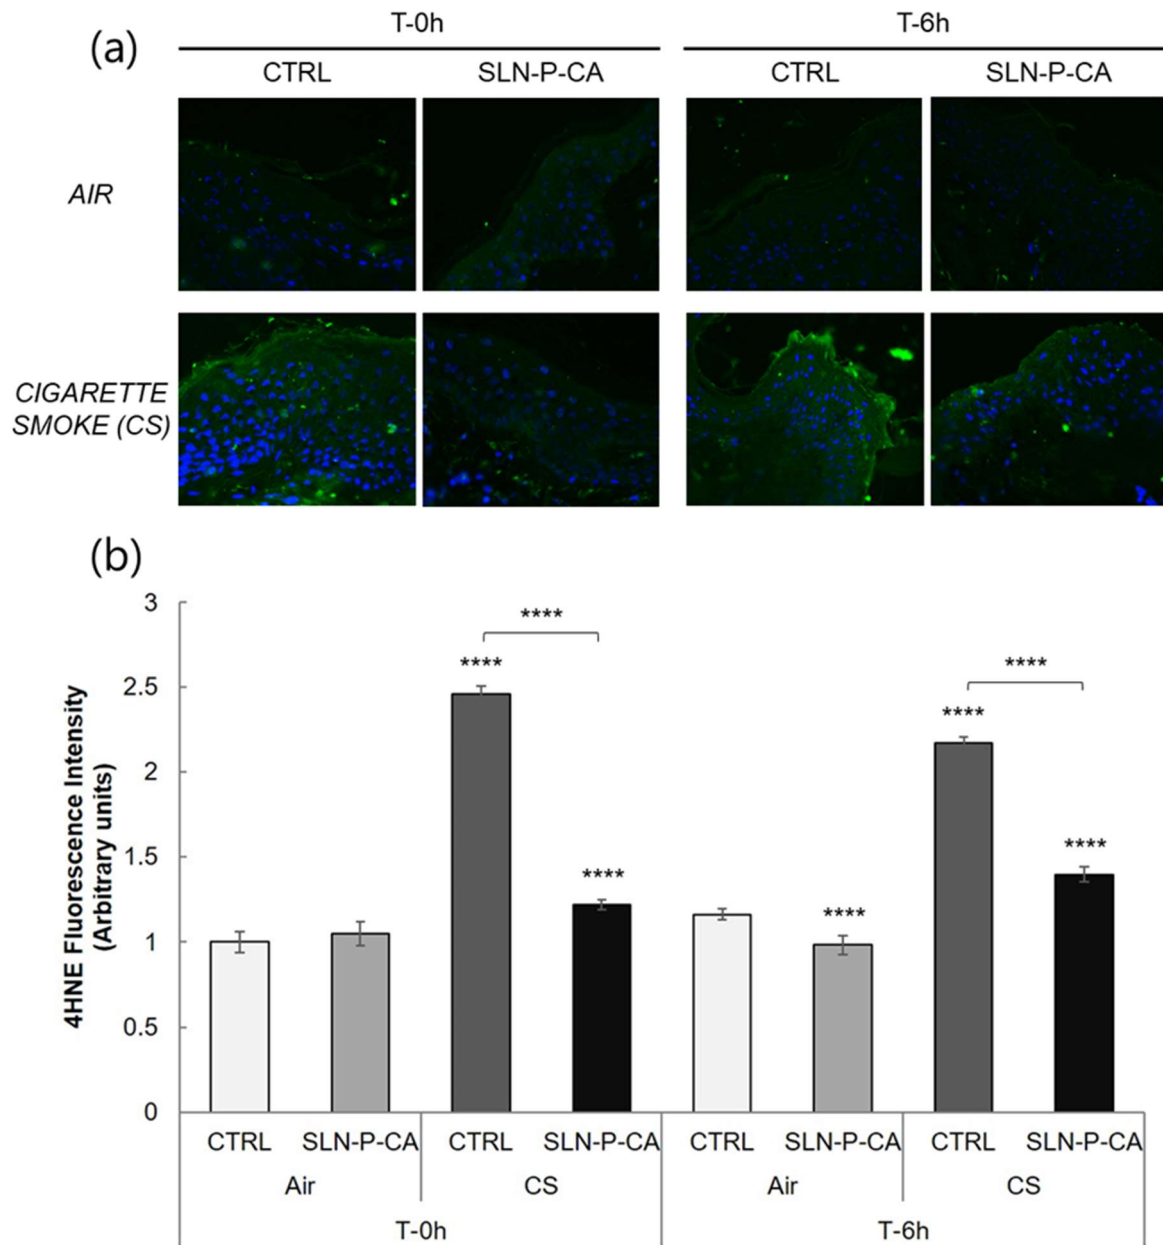 (a)
T-0h T-6h
CTRL SLN-P-CA CTRL SLN-P-CA
AIR
CIGARETTE
SMOKE (CS)
(b)
4HNE Fluorescence Intensity
(Arbitrary units)
3
2.5
2
1.5
1
0.5
0
**** ****
**** ****
**** **** ****
CTRL SLN-P-CA CTRL SLN-P-CA CTRL SLN-P-CA CTRL SLN-P-CA
Air CS Air CS
T-0h T-6h